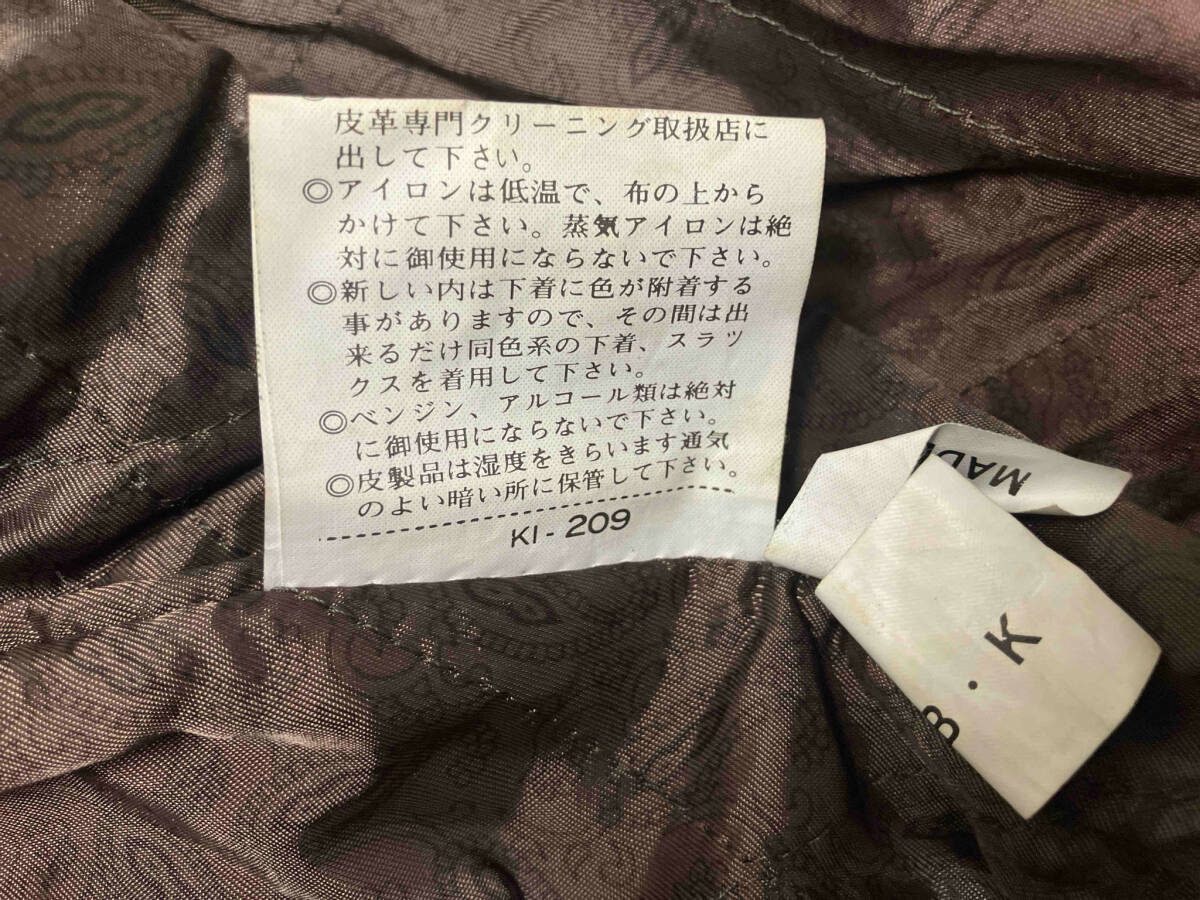 皮革専門クリーニング取扱店に
出して下さい。
◎アイロンは低温で、布の上から
かけて下さい。蒸気アイロンは絶
対に御使用にならないで下さい。
◎新しい内は下着に色が附着する
事がありますので、その間は出
来るだけ同色系の下着、スラッ
クスを着用して下さい。
◎ベンジン、アルコール類は絶対
に御使用にならないで下さい。
◎皮製品は湿度をきらいます通気
のよい暗い所に保管して下さい。
KI-209
MAD
B・K